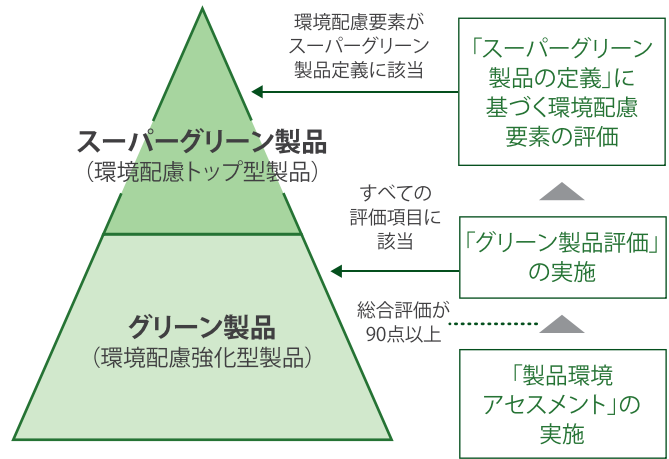 環境配慮要素が
スーパーグリーン
製品定義に該当
「スーパーグリーン
製品の定義」に
基づく環境配慮
要素の評価
スーパーグリーン製品
（環境配慮トップ型製品）
すべての
評価項目に
該当
「グリーン製品評価」
の実施
グリーン製品
（環境配慮強化型製品）
総合評価が
90点以上
「製品環境
アセスメント」の
実施